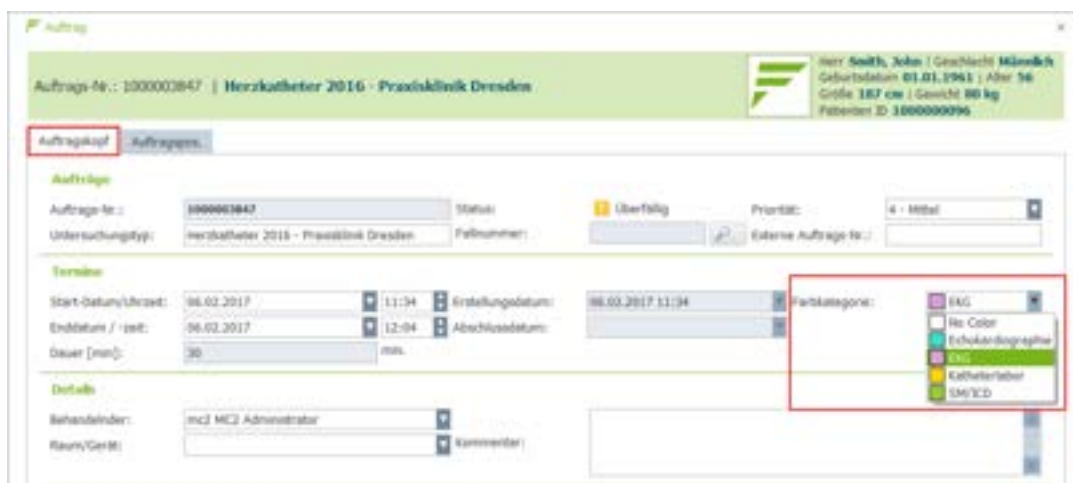 Auftrag
Herr Smith, John | Geschlecht Männlich
Geburtsdatum 01.01.1961 | Alter 56
Größe 187 cm | Gewicht 80 kg
Patienten ID 1000000096
Auftrags-Nr.: 1000003847 | Herzkatheter 2016 - Praxisklinik Dresden
Auftragskopf Auftragspos.
Aufträge
Auftrags-Nr.: 1000003847 Status: Überfällig Priorität: 4 - Mittel
Untersuchungstyp: Herzkatheter 2016 - Praxisklinik Dresden Fallnummer: Externe Auftrags-Nr.:
Termine
Start-Datum/Uhrzeit: 06.02.2017 11:34 Erstellungsdatum: 06.02.2017 11:34 Farbkategorie: EKG
Enddatum / -zeit: 06.02.2017 12:04 Abschlussdatum:
Dauer [min]: 30 min.
No Color
Echokardiographie
EKG
Katheterlabor
SM/ICD
Details
Behandelnder: mc2 MC2 Administrator
Raum/Gerät: Kommentar: